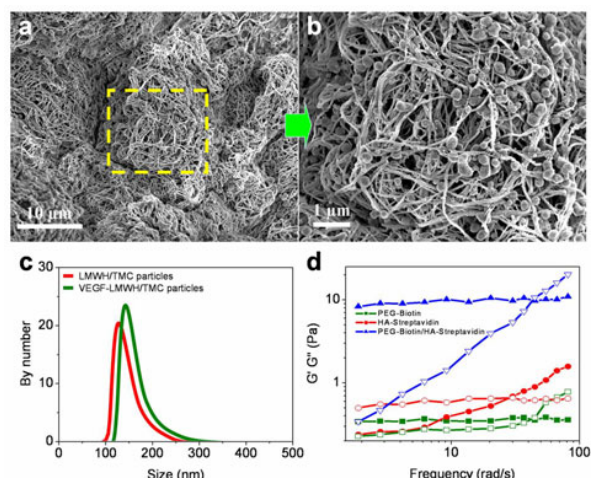 a
b
10 μm
1 μm
c
d
LMWH/TMC particles
VEGF-LMWH/TMC particles
By number
30
20
10
0
0
100
200
300
400
500
Size (nm)
PEG-Biotin
HA-Streptavidin
PEG-Biotin/HA-Streptavidin
G' G'' (Pa)
10
1
10
100
Frequency (rad/s)